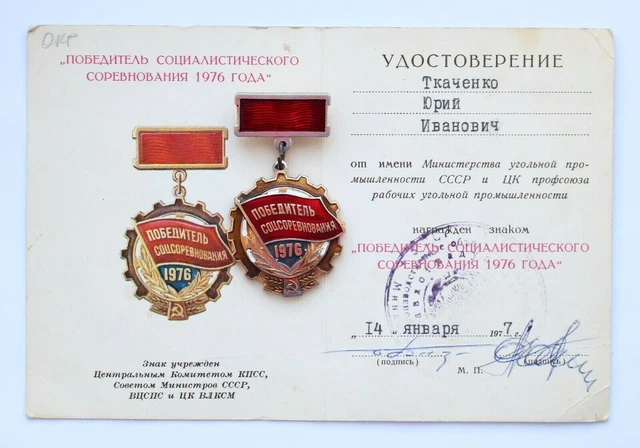 Окг
„ПОБЕДИТЕЛЬ СОЦИАЛИСТИЧЕСКОГО
СОРЕВНОВАНИЯ 1976 ГОДА“
ПОБЕДИТЕЛЬ
СОЦСОРЕВНОВАНИЯ
1976
ПОБЕДИТЕЛЬ
СОЦСОРЕВНОВАНИЯ
1976
Знак учрежден
Центральным Комитетом КПСС,
Советом Министров СССР,
ВЦСПС и ЦК ВЛКСМ
УДОСТОВЕРЕНИЕ
Ткаченко
Юрий
Иванович
от имени Министерства угольной про-
мышленности СССР и ЦК профсоюза
рабочих угольной промышленности
награжден знаком
„ПОБЕДИТЕЛЬ СОЦИАЛИСТИЧЕСКОГО
СОРЕВНОВАНИЯ 1976 ГОДА“
„14„ января 1977 г.
(подпись) М. П. (подпись)